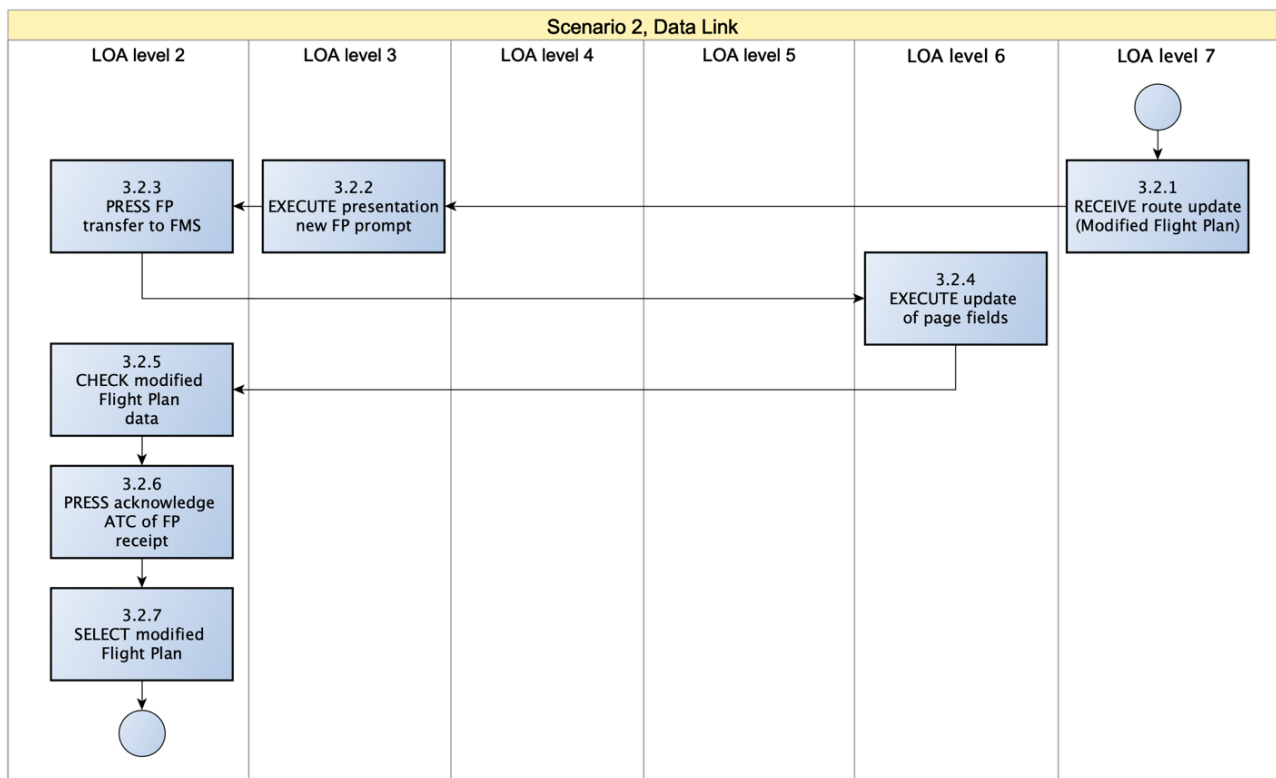 Scenario 2, Data Link
LOA level 2
LOA level 3
LOA level 4
LOA level 5
LOA level 6
LOA level 7
3.2.3
PRESS FP
transfer to FMS
3.2.2
EXECUTE presentation
new FP prompt
3.2.1
RECEIVE route update
(Modified Flight Plan)
3.2.4
EXECUTE update
of page fields
3.2.5
CHECK modified
Flight Plan
data
3.2.6
PRESS acknowledge
ATC of FP
receipt
3.2.7
SELECT modified
Flight Plan